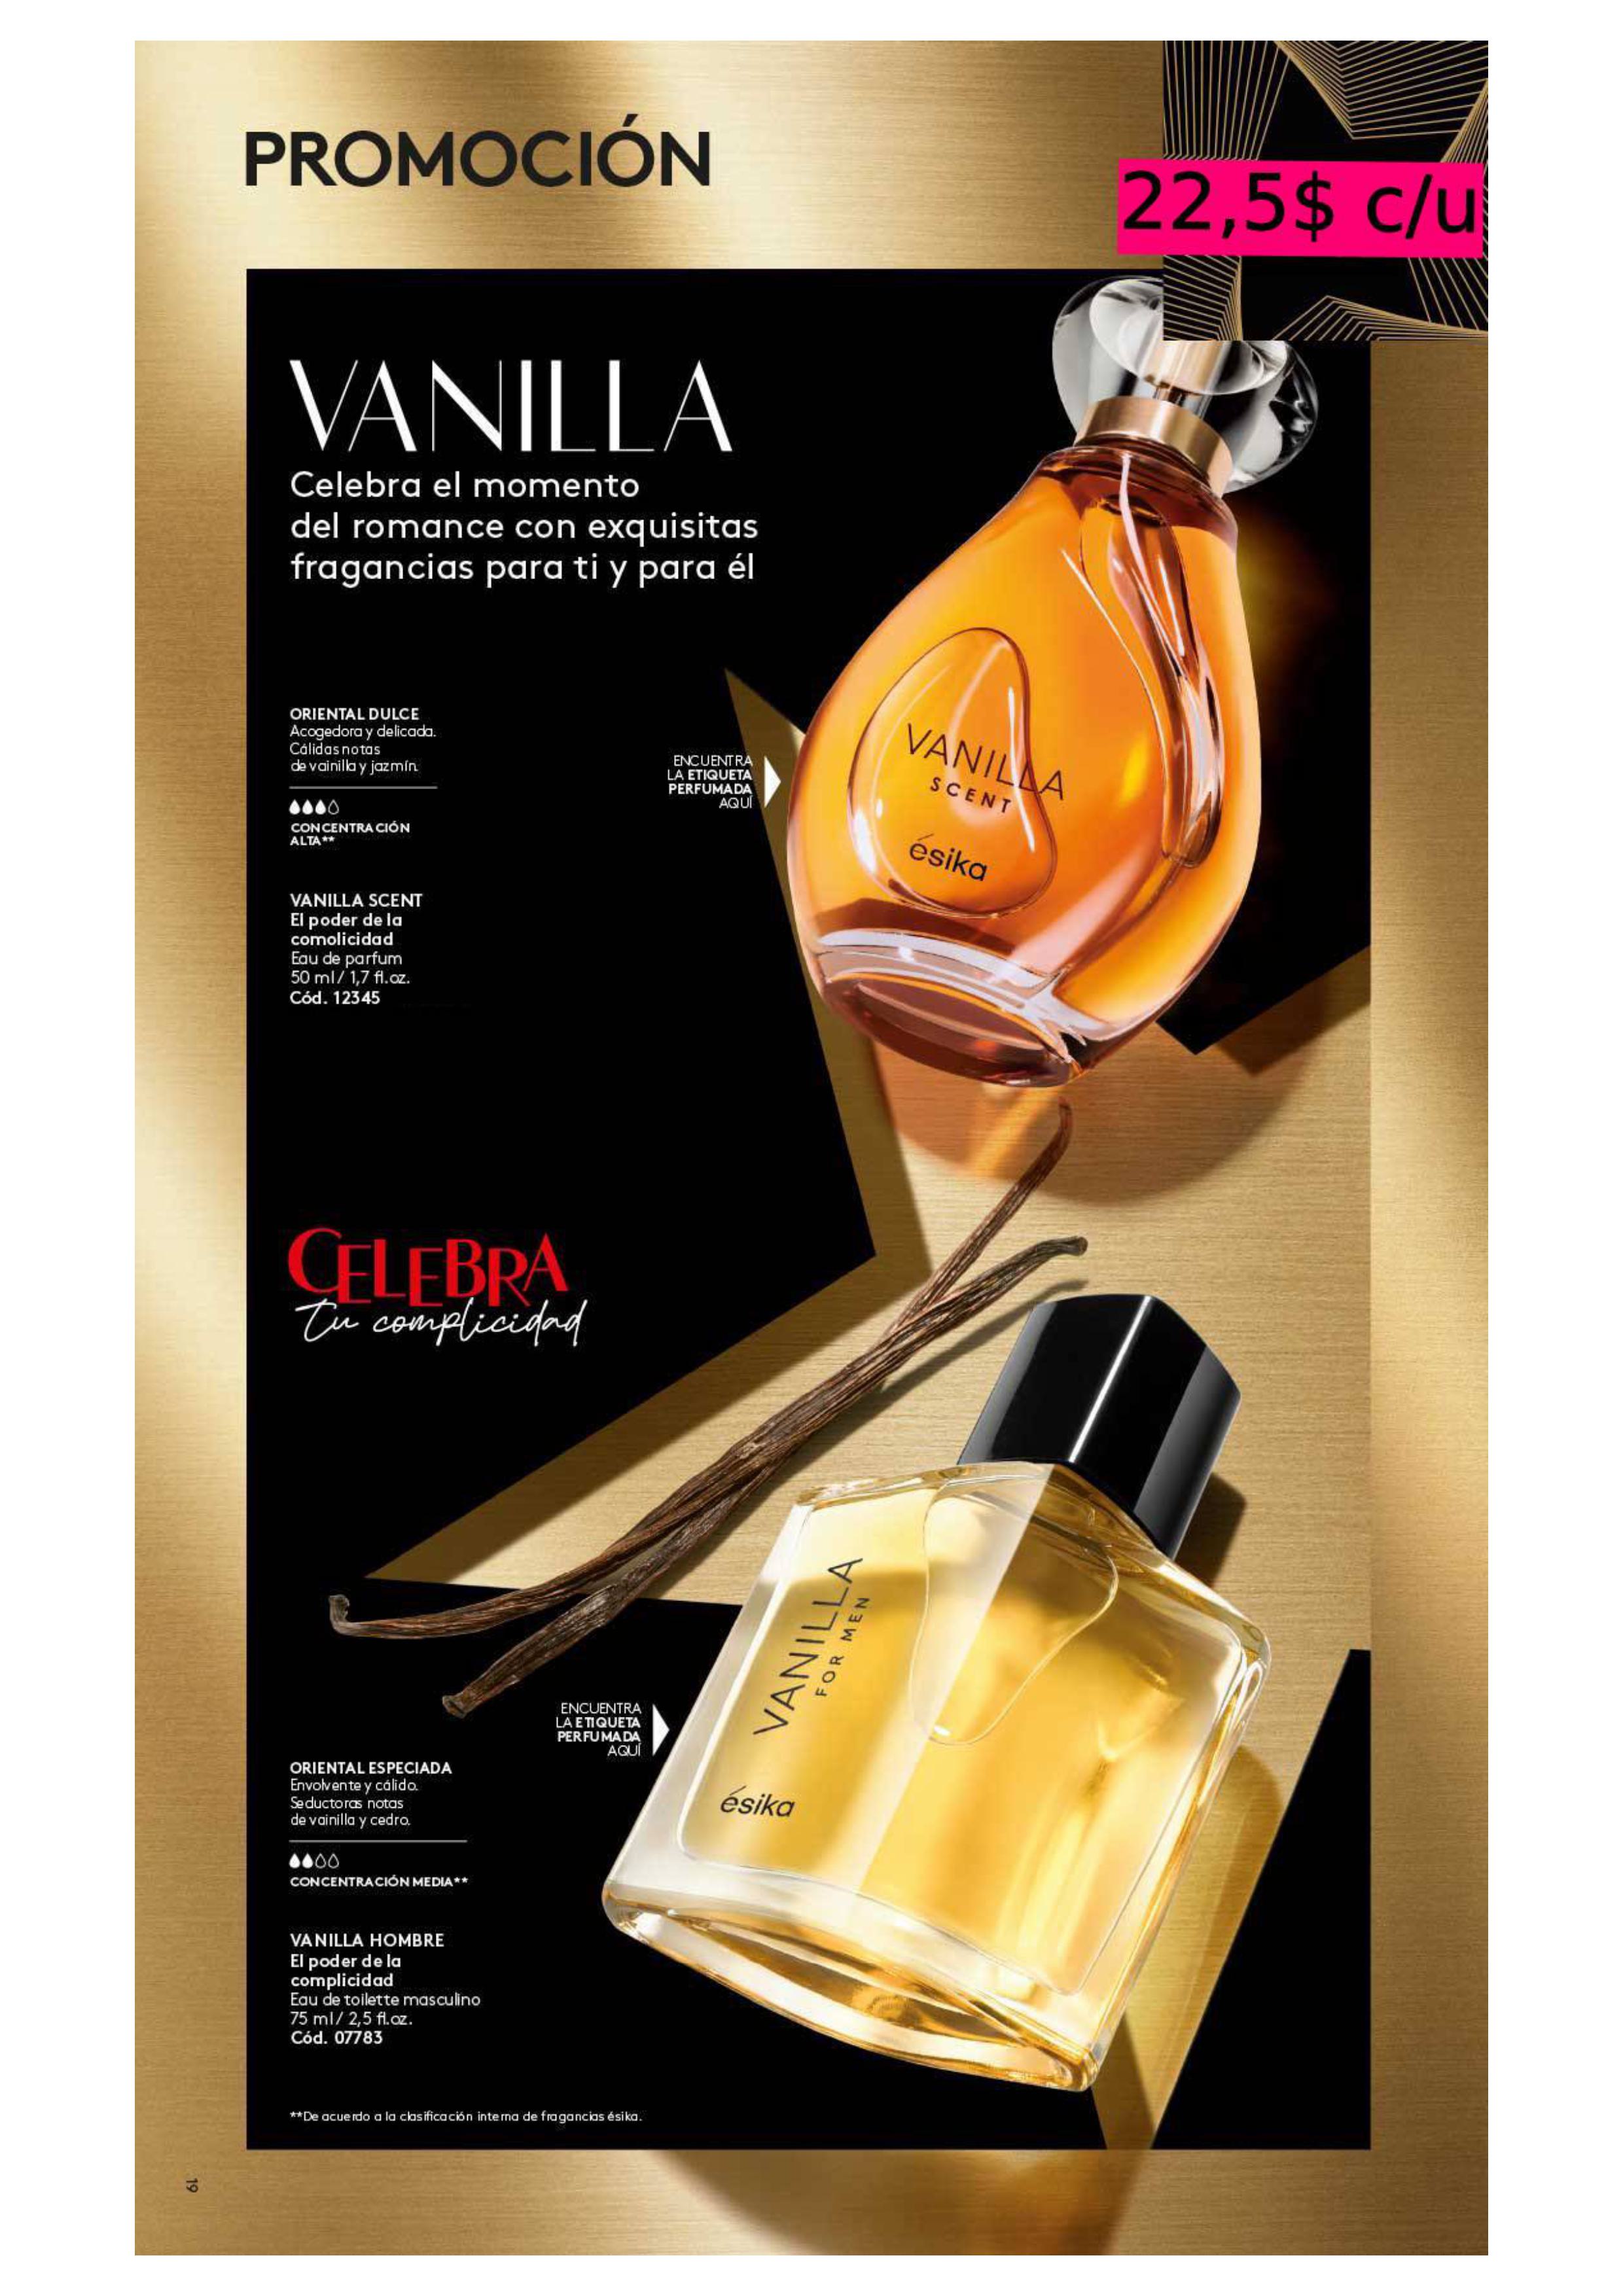 PROMOCIÓN
22,5$ c/u
VANILLA
Celebra el momento
del romance con exquisitas
fragancias para ti y para él
ORIENTAL DULCE
Acogedora y delicada.
Cálidas notas
de vainilla y jazmín.
CONCENTRACIÓN
ALTA**
ENCUENTRA
LA ETIQUETA
PERFUMADA
AQUÍ
VANILLA
SCENT
ésika
VANILLA SCENT
El poder de la
comolicidad
Eau de parfum
50 ml/ 1,7 fl.oz.
Cód. 12345
CELEBRA
tu complicidad
VANILLA
FOR MEN
ésika
ENCUENTRA
LA ETIQUETA
PERFUMADA
AQUÍ
ORIENTAL ESPECIADA
Envolvente y cálido.
Seductoras notas
de vainilla y cedro.
CONCENTRACIÓN MEDIA**
VANILLA HOMBRE
El poder de la
complicidad
Eau de toilette masculino
75 ml/ 2,5 fl.oz.
Cód. 07783
**De acuerdo a la clasificación interna de fragancias ésika.
19